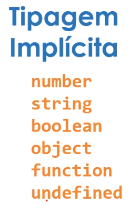 Tipagem
Implícita
number
string
boolean
object
function
undefined